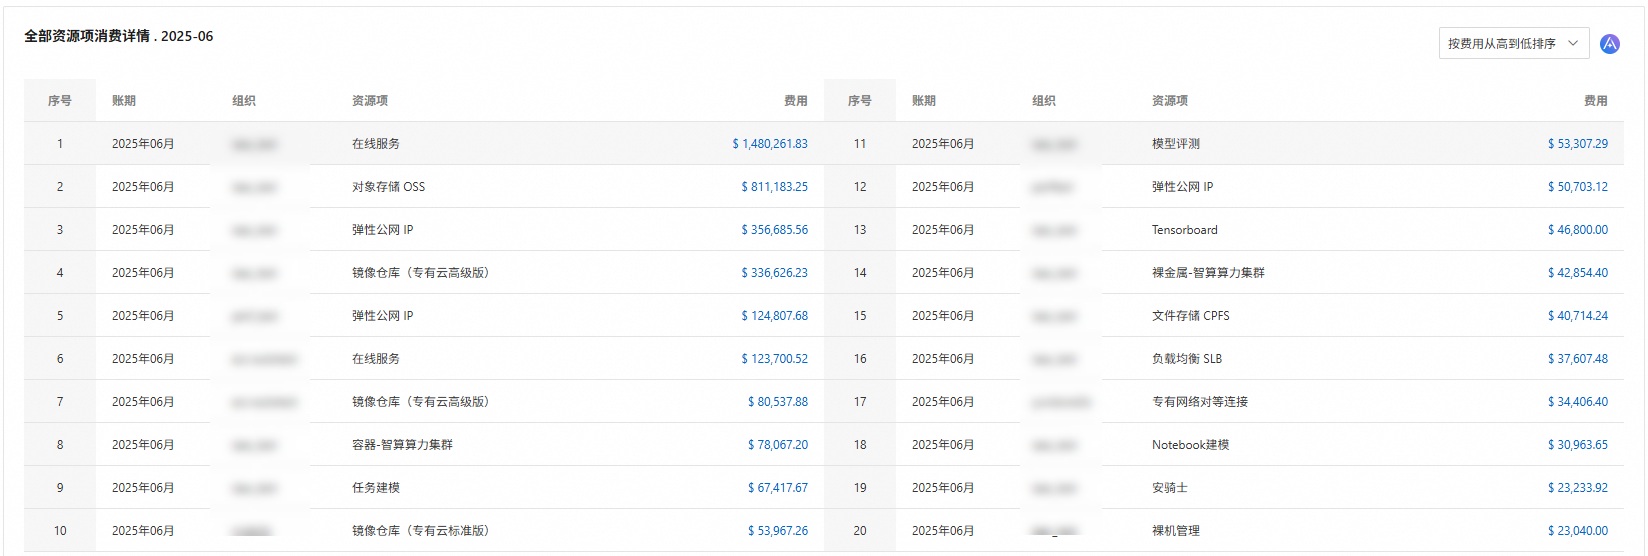 全部资源项消费详情 . 2025-06
按费用从高到低排序
序号 账期 组织 资源项 费用 序号 账期 组织 资源项 费用
1 2025年06月 在线服务 $ 1,480,261.83 11 2025年06月 模型评测 $ 53,307.29
2 2025年06月 对象存储 OSS $ 811,183.25 12 2025年06月 弹性公网 IP $ 50,703.12
3 2025年06月 弹性公网 IP $ 356,685.56 13 2025年06月 Tensorboard $ 46,800.00
4 2025年06月 镜像仓库（专有云高级版） $ 336,626.23 14 2025年06月 裸金属-智算算力集群 $ 42,854.40
5 2025年06月 弹性公网 IP $ 124,807.68 15 2025年06月 文件存储 CPFS $ 40,714.24
6 2025年06月 在线服务 $ 123,700.52 16 2025年06月 负载均衡 SLB $ 37,607.48
7 2025年06月 镜像仓库（专有云高级版） $ 80,537.88 17 2025年06月 专有网络对等连接 $ 34,406.40
8 2025年06月 容器-智算算力集群 $ 78,067.20 18 2025年06月 Notebook建模 $ 30,963.65
9 2025年06月 任务建模 $ 67,417.67 19 2025年06月 安骑士 $ 23,233.92
10 2025年06月 镜像仓库（专有云标准版） $ 53,967.26 20 2025年06月 裸机管理 $ 23,040.00